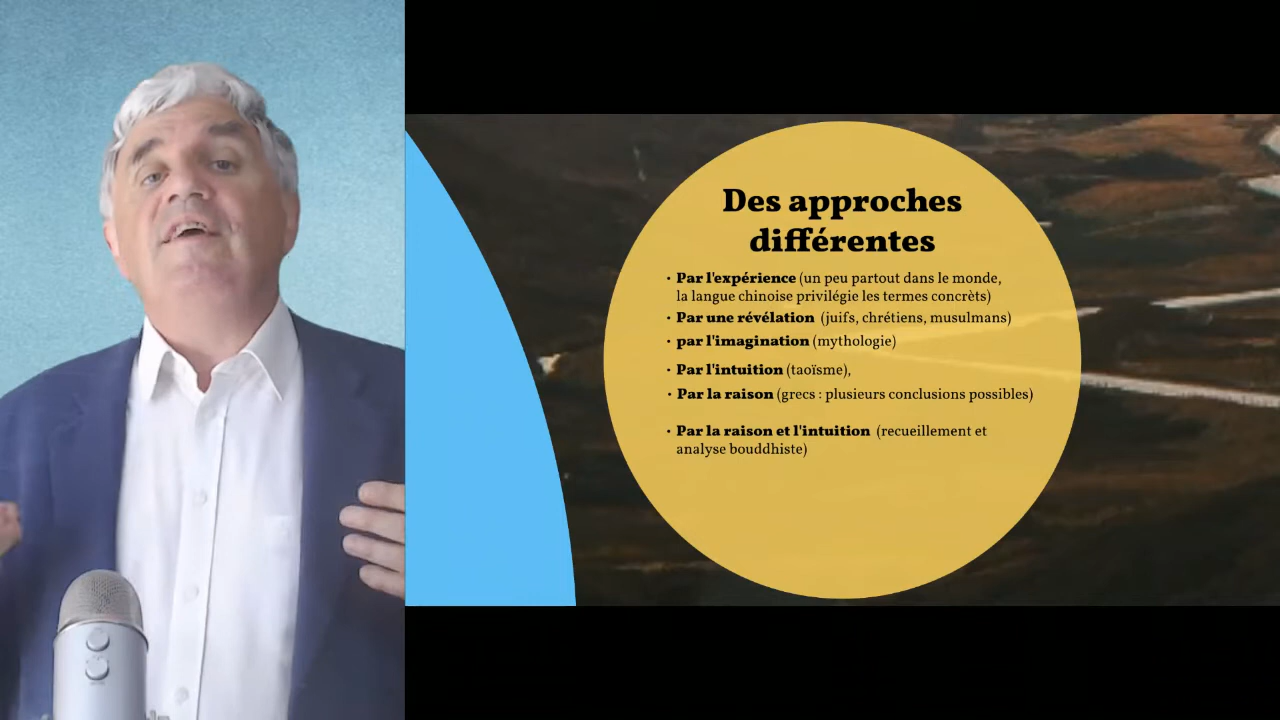 Des approches
différentes
• Par l'expérience (un peu partout dans le monde,
la langue chinoise privilégie les termes concrèts)
• Par une révélation (juifs, chrétiens, musulmans)
• par l'imagination (mythologie)
• Par l'intuition (taoïsme),
• Par la raison (grecs : plusieurs conclusions possibles)
• Par la raison et l'intuition (recueillement et
analyse bouddhiste)